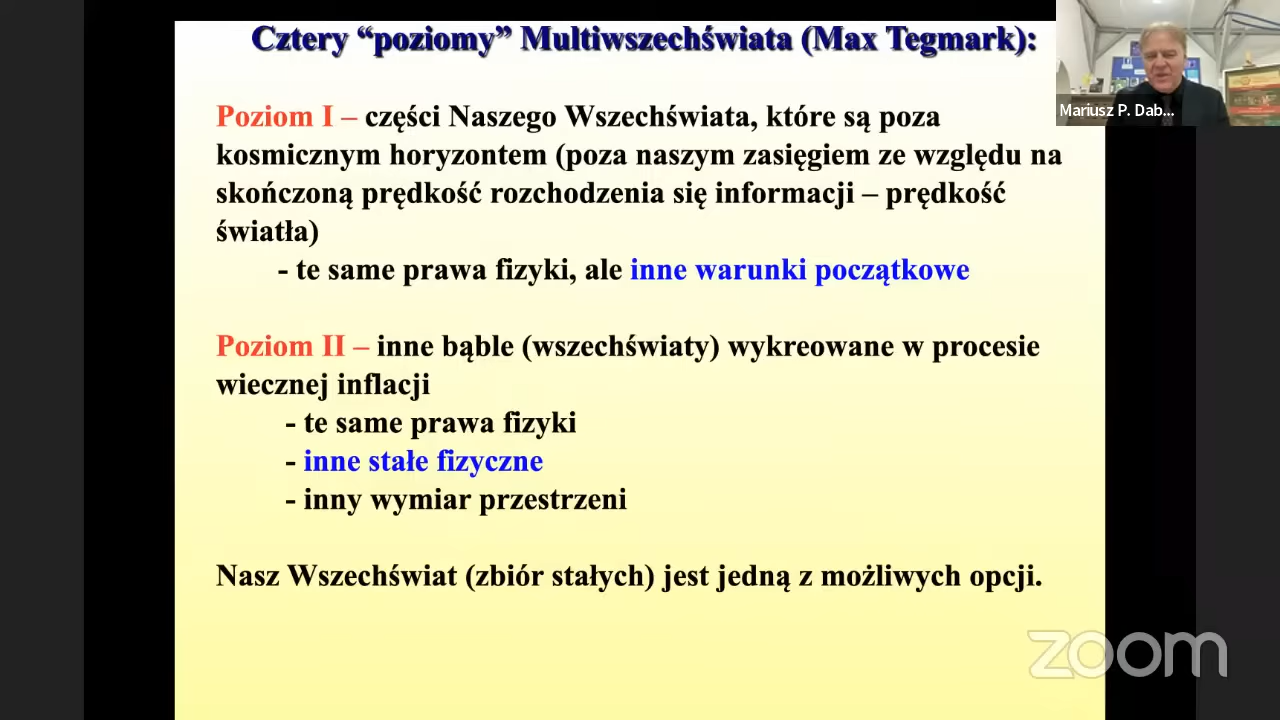 Cztery “poziomy” Multiwszechświata (Max Tegmark):
Mariusz P. Dab...
Poziom I – części Naszego Wszechświata, które są poza
kosmicznym horyzontem (poza naszym zasięgiem ze względu na
skończoną prędkość rozchodzenia się informacji – prędkość
światła)
- te same prawa fizyki, ale inne warunki początkowe
Poziom II – inne bąble (wszechświaty) wykreowane w procesie
wiecznej inflacji
- te same prawa fizyki
- inne stałe fizyczne
- inny wymiar przestrzeni
Nasz Wszechświat (zbiór stałych) jest jedną z możliwych opcji.
zoom